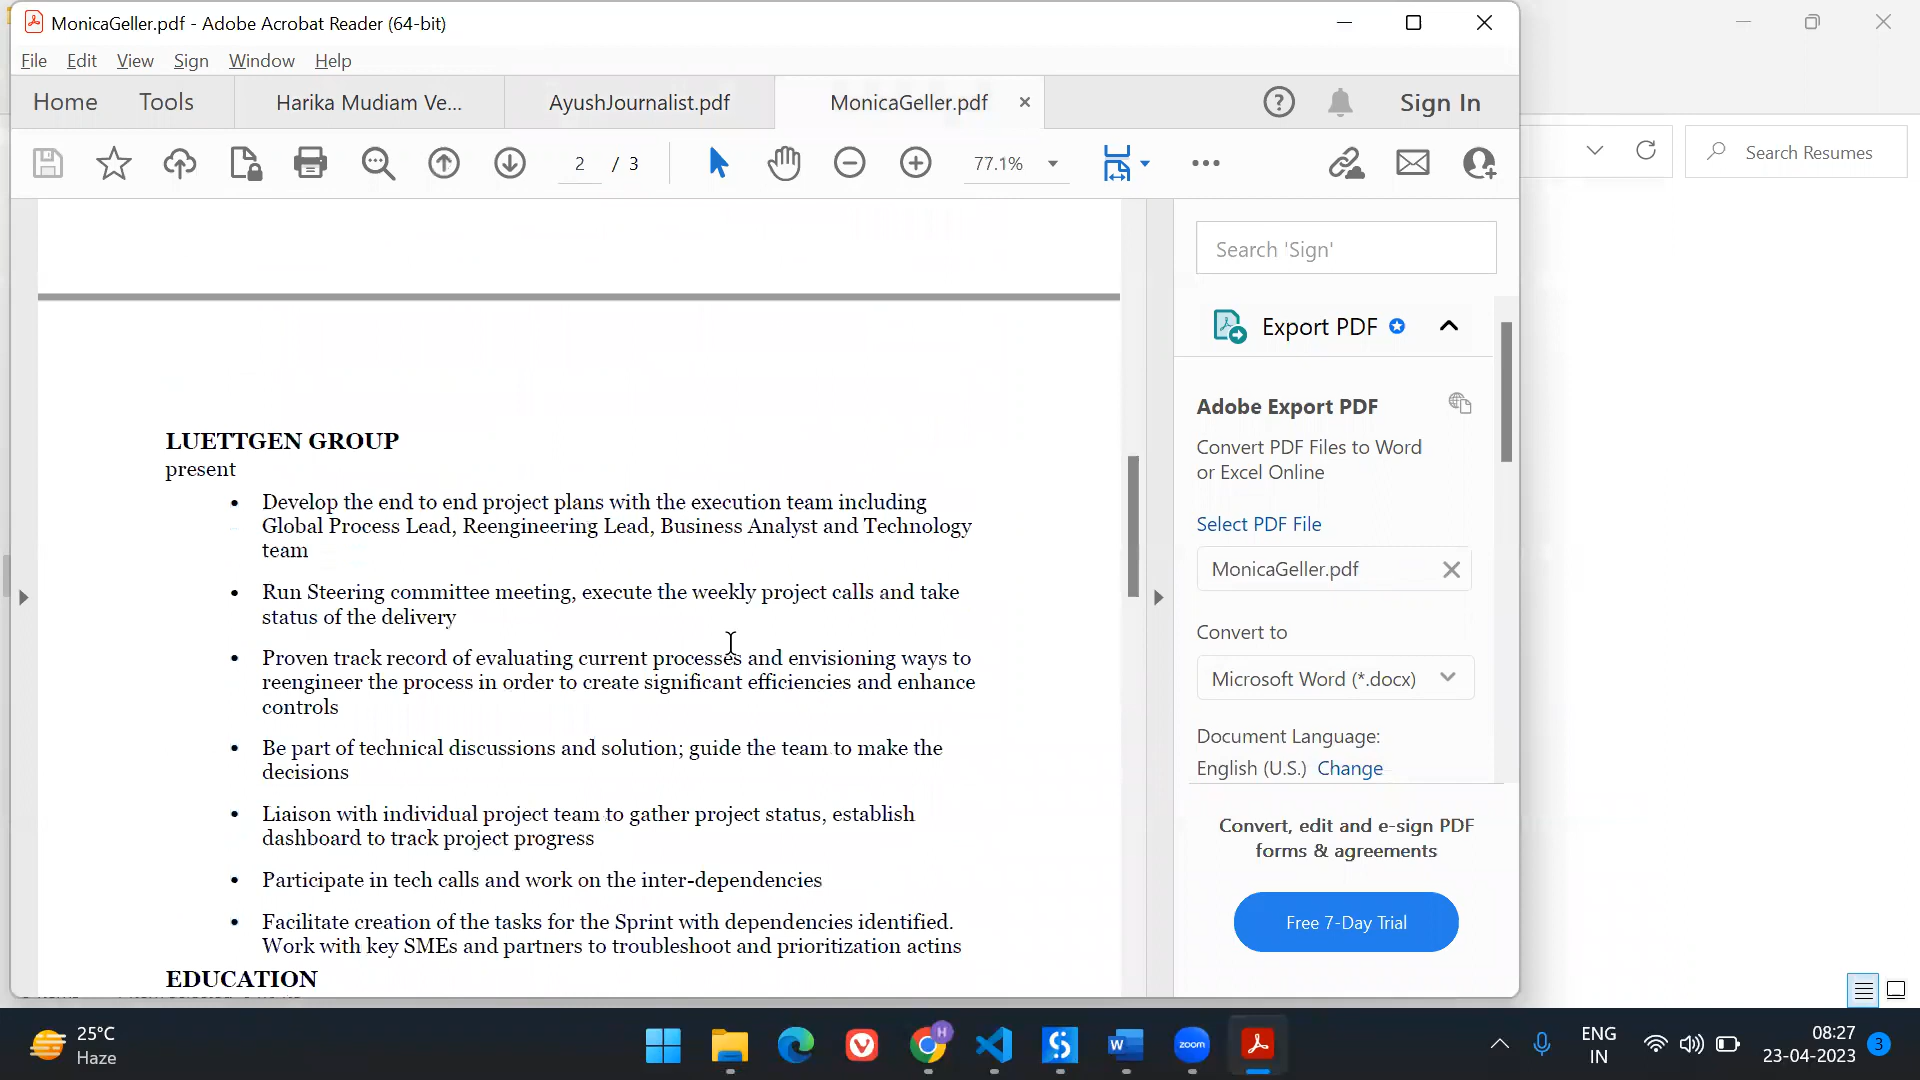 MonicaGeller.pdf - Adobe Acrobat Reader (64-bit)
File Edit View Sign Window Help
Home Tools Harika Mudiam Ve... AyushJournalist.pdf MonicaGeller.pdf Sign In
2 / 3 77.1%
Search Resumes
Search 'Sign'
Export PDF
Adobe Export PDF
Convert PDF Files to Word
or Excel Online
Select PDF File
MonicaGeller.pdf
Convert to
Microsoft Word (*.docx)
Document Language:
English (U.S.) Change
Convert, edit and e-sign PDF
forms & agreements
Free 7-Day Trial
LUETTGEN GROUP
present
• Develop the end to end project plans with the execution team including
Global Process Lead, Reengineering Lead, Business Analyst and Technology
team
• Run Steering committee meeting, execute the weekly project calls and take
status of the delivery
• Proven track record of evaluating current processes and envisioning ways to
reengineer the process in order to create significant efficiencies and enhance
controls
• Be part of technical discussions and solution; guide the team to make the
decisions
• Liaison with individual project team to gather project status, establish
dashboard to track project progress
• Participate in tech calls and work on the inter-dependencies
• Facilitate creation of the tasks for the Sprint with dependencies identified.
Work with key SMEs and partners to troubleshoot and prioritization actins
EDUCATION
25°C
Haze
H
zoom
ENG
IN
08:27
23-04-2023
3